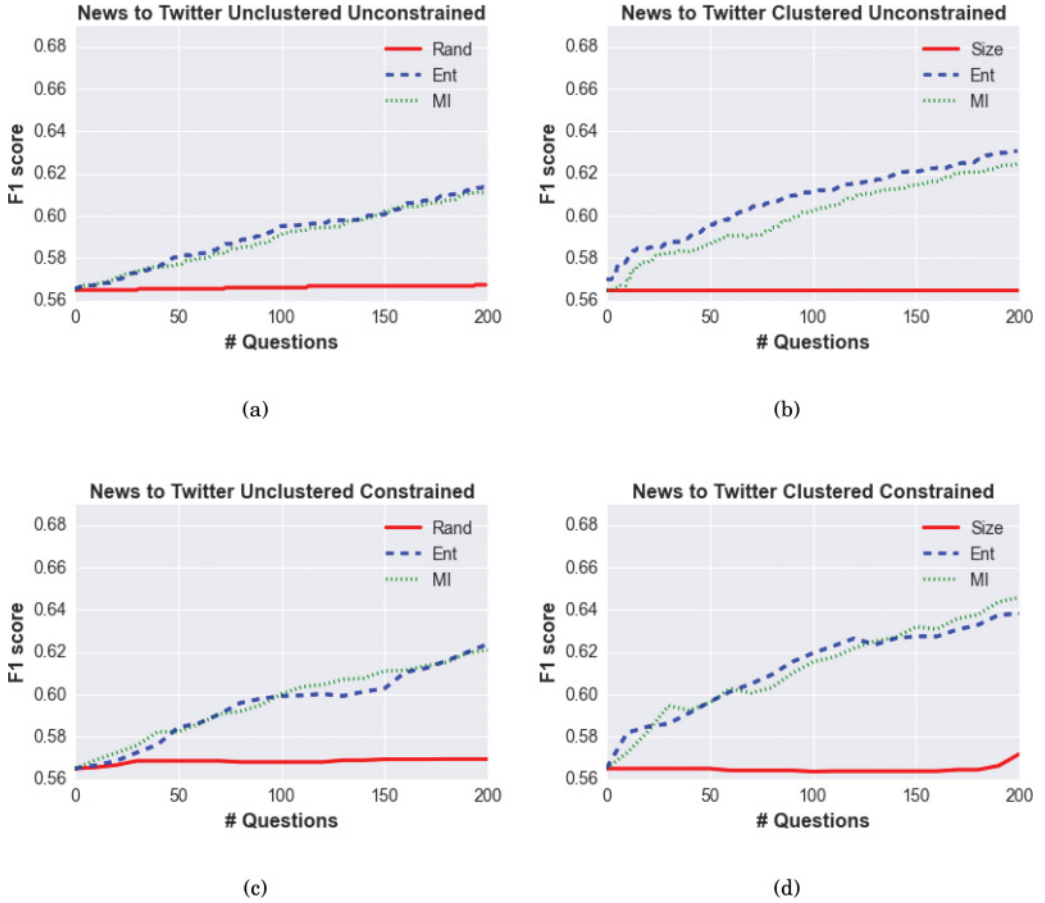 News to Twitter Unclustered Unconstrained
0.68
0.66
0.64
0.62
0.60
0.58
0.56
F1 score
Rand
Ent
MI
0 50 100 150 200
# Questions
(a)
News to Twitter Clustered Unconstrained
0.68
0.66
0.64
0.62
0.60
0.58
0.56
F1 score
Size
Ent
MI
0 50 100 150 200
# Questions
(b)
News to Twitter Unclustered Constrained
0.68
0.66
0.64
0.62
0.60
0.58
0.56
F1 score
Rand
Ent
MI
0 50 100 150 200
# Questions
(c)
News to Twitter Clustered Constrained
0.68
0.66
0.64
0.62
0.60
0.58
0.56
F1 score
Size
Ent
MI
0 50 100 150 200
# Questions
(d)